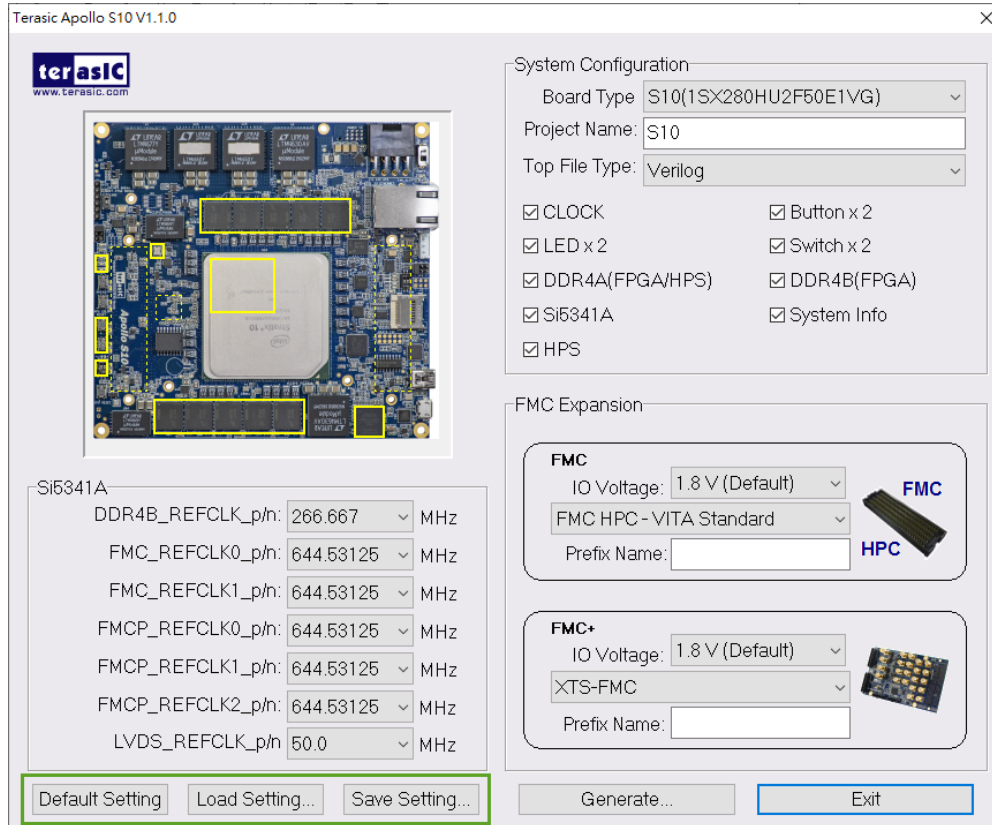 Terasic Apollo S10 V1.1.0
terasIC
www.terasic.com
Apollo S10
Stratix® 10
Si5341A
DDR4B_REFCLK_p/n: 266.667 MHz
FMC_REFCLK0_p/n: 644.53125 MHz
FMC_REFCLK1_p/n: 644.53125 MHz
FMCP_REFCLK0_p/n: 644.53125 MHz
FMCP_REFCLK1_p/n: 644.53125 MHz
FMCP_REFCLK2_p/n: 644.53125 MHz
LVDS_REFCLK_p/n 50.0 MHz
Default Setting Load Setting... Save Setting...
System Configuration
Board Type S10(1SX280HU2F50E1VG)
Project Name: S10
Top File Type: Verilog
CLOCK Button x 2
LED x 2 Switch x 2
DDR4A(FPGA/HPS) DDR4B(FPGA)
Si5341A System Info
HPS
FMC Expansion
FMC
IO Voltage: 1.8 V (Default)
FMC HPC - VITA Standard
Prefix Name:
FMC
HPC
FMC+
IO Voltage: 1.8 V (Default)
XTS-FMC
Prefix Name:
Generate... Exit